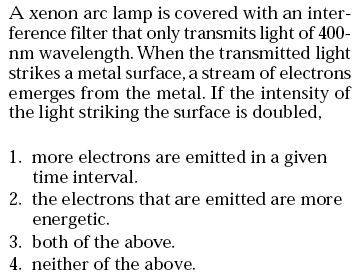 A xenon arc lamp is covered with an inter-
ference filter that only transmits light of 400-
nm wavelength. When the transmitted light
strikes a metal surface, a stream of electrons
emerges from the metal. If the intensity of
the light striking the surface is doubled,
1. more electrons are emitted in a given
time interval.
2. the electrons that are emitted are more
energetic.
3. both of the above.
4. neither of the above.